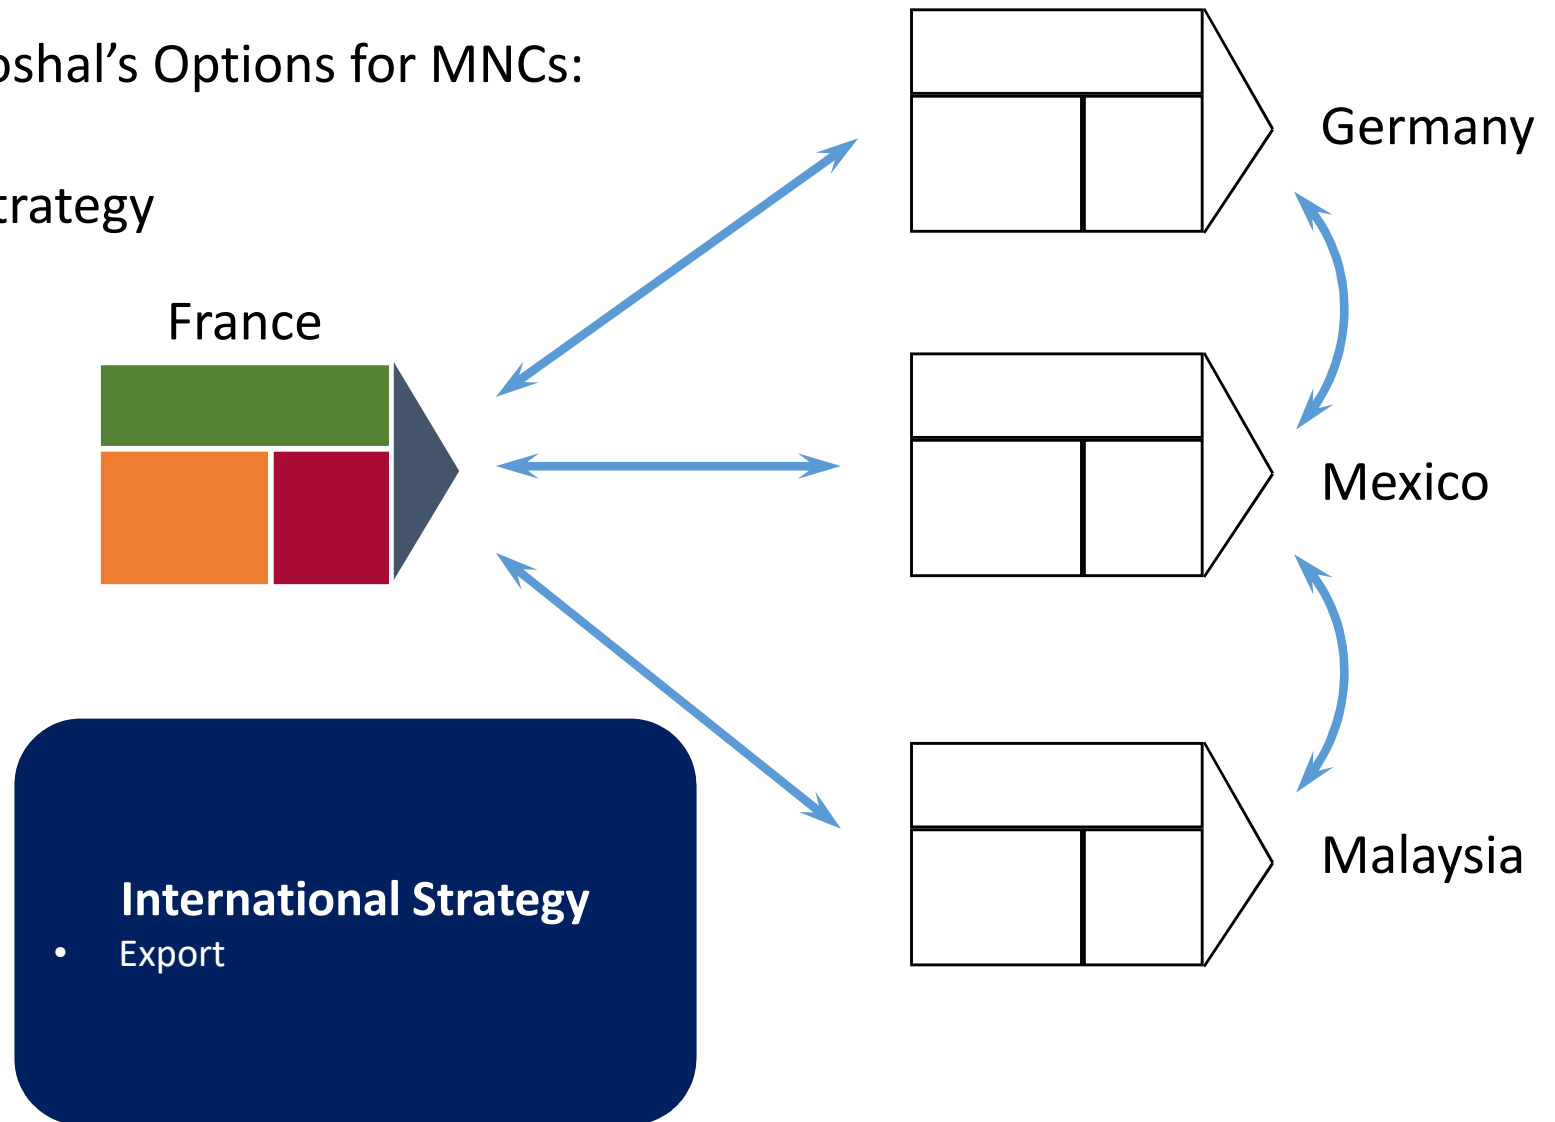 oshal’s Options for MNCs:
trategy
France
Germany
Mexico
Malaysia
International Strategy
• Export